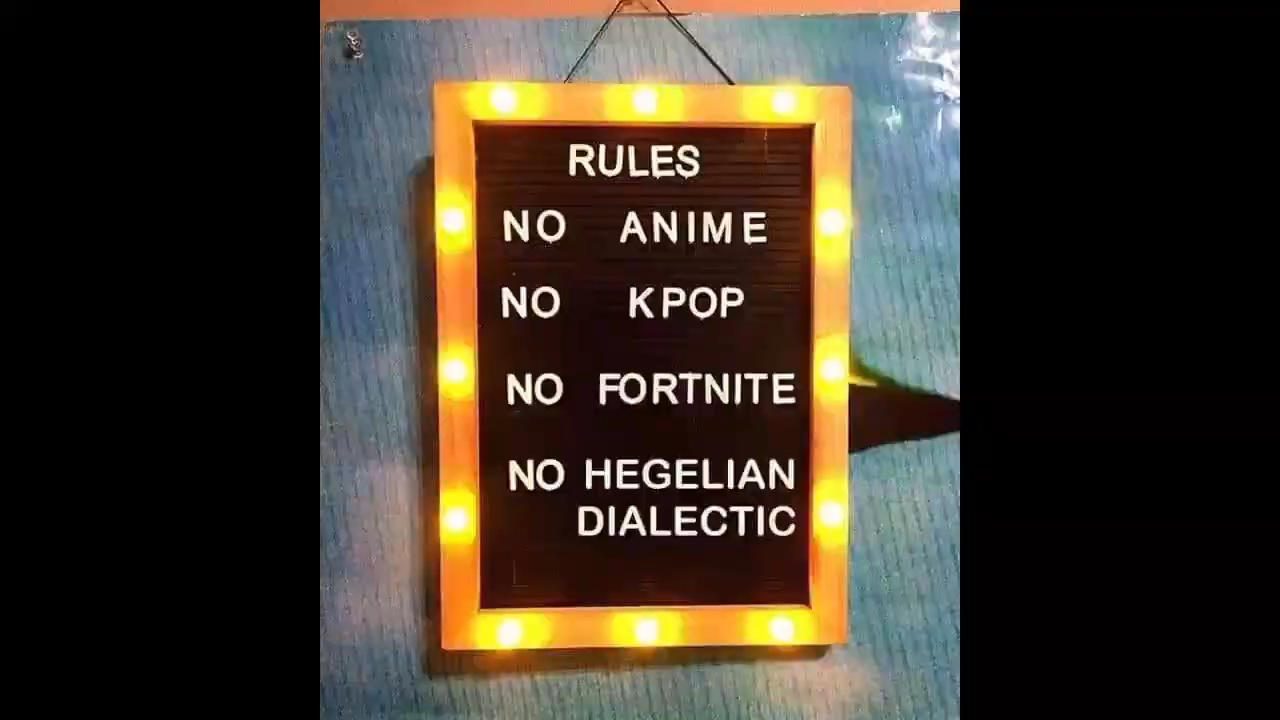 RULES
NO ANIME
NO KPOP
NO FORTNITE
NO HEGELIAN
DIALECTIC